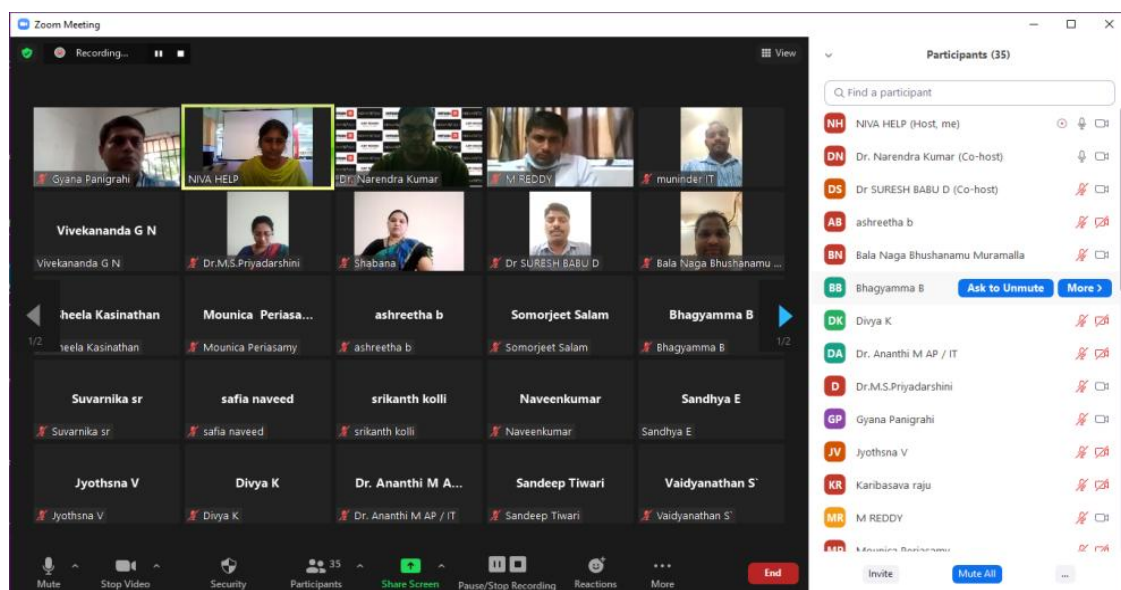 Zoom Meeting
Recording...
View
Gyana Panigrahi
NIVA HELP
Dr. Narendra Kumar
M REDDY
muninder IT
Vivekananda G N
Vivekananda G N
Dr.M.S.Priyadarshini
Shabana
Dr SURESH BABU D
Bala Naga Bhushanamu ...
heela Kasinathan
Mounica Periasa...
ashreetha b
Somorjeet Salam
Bhagyamma B
1/2
1/2
heela Kasinathan
Mounica Periasamy
ashreetha b
Somorjeet Salam
Bhagyamma B
Suvarnika sr
safia naveed
srikanth kolli
Naveenkumar
Sandhya E
Suvarnika sr
safia naveed
srikanth kolli
Naveenkumar
Sandhya E
Jyothsna V
Divya K
Dr. Ananthi M A...
Sandeep Tiwari
Vaidyanathan S`
Jyothsna V
Divya K
Dr. Ananthi M AP / IT
Sandeep Tiwari
Vaidyanathan S`
Mute
Stop Video
Security
35
Participants
Share Screen
Pause/Stop Recording
Reactions
More
End
Participants (35)
Find a participant
NH NIVA HELP (Host, me)
DN Dr. Narendra Kumar (Co-host)
DS Dr SURESH BABU D (Co-host)
AB ashreetha b
BN Bala Naga Bhushanamu Muramalla
BB Bhagyamma B Ask to Unmute More >
DK Divya K
DA Dr. Ananthi M AP / IT
D Dr.M.S.Priyadarshini
GP Gyana Panigrahi
JV Jyothsna V
KR Karibasava raju
MR M REDDY
MP Mounica Periasamy
Invite
Mute All
...